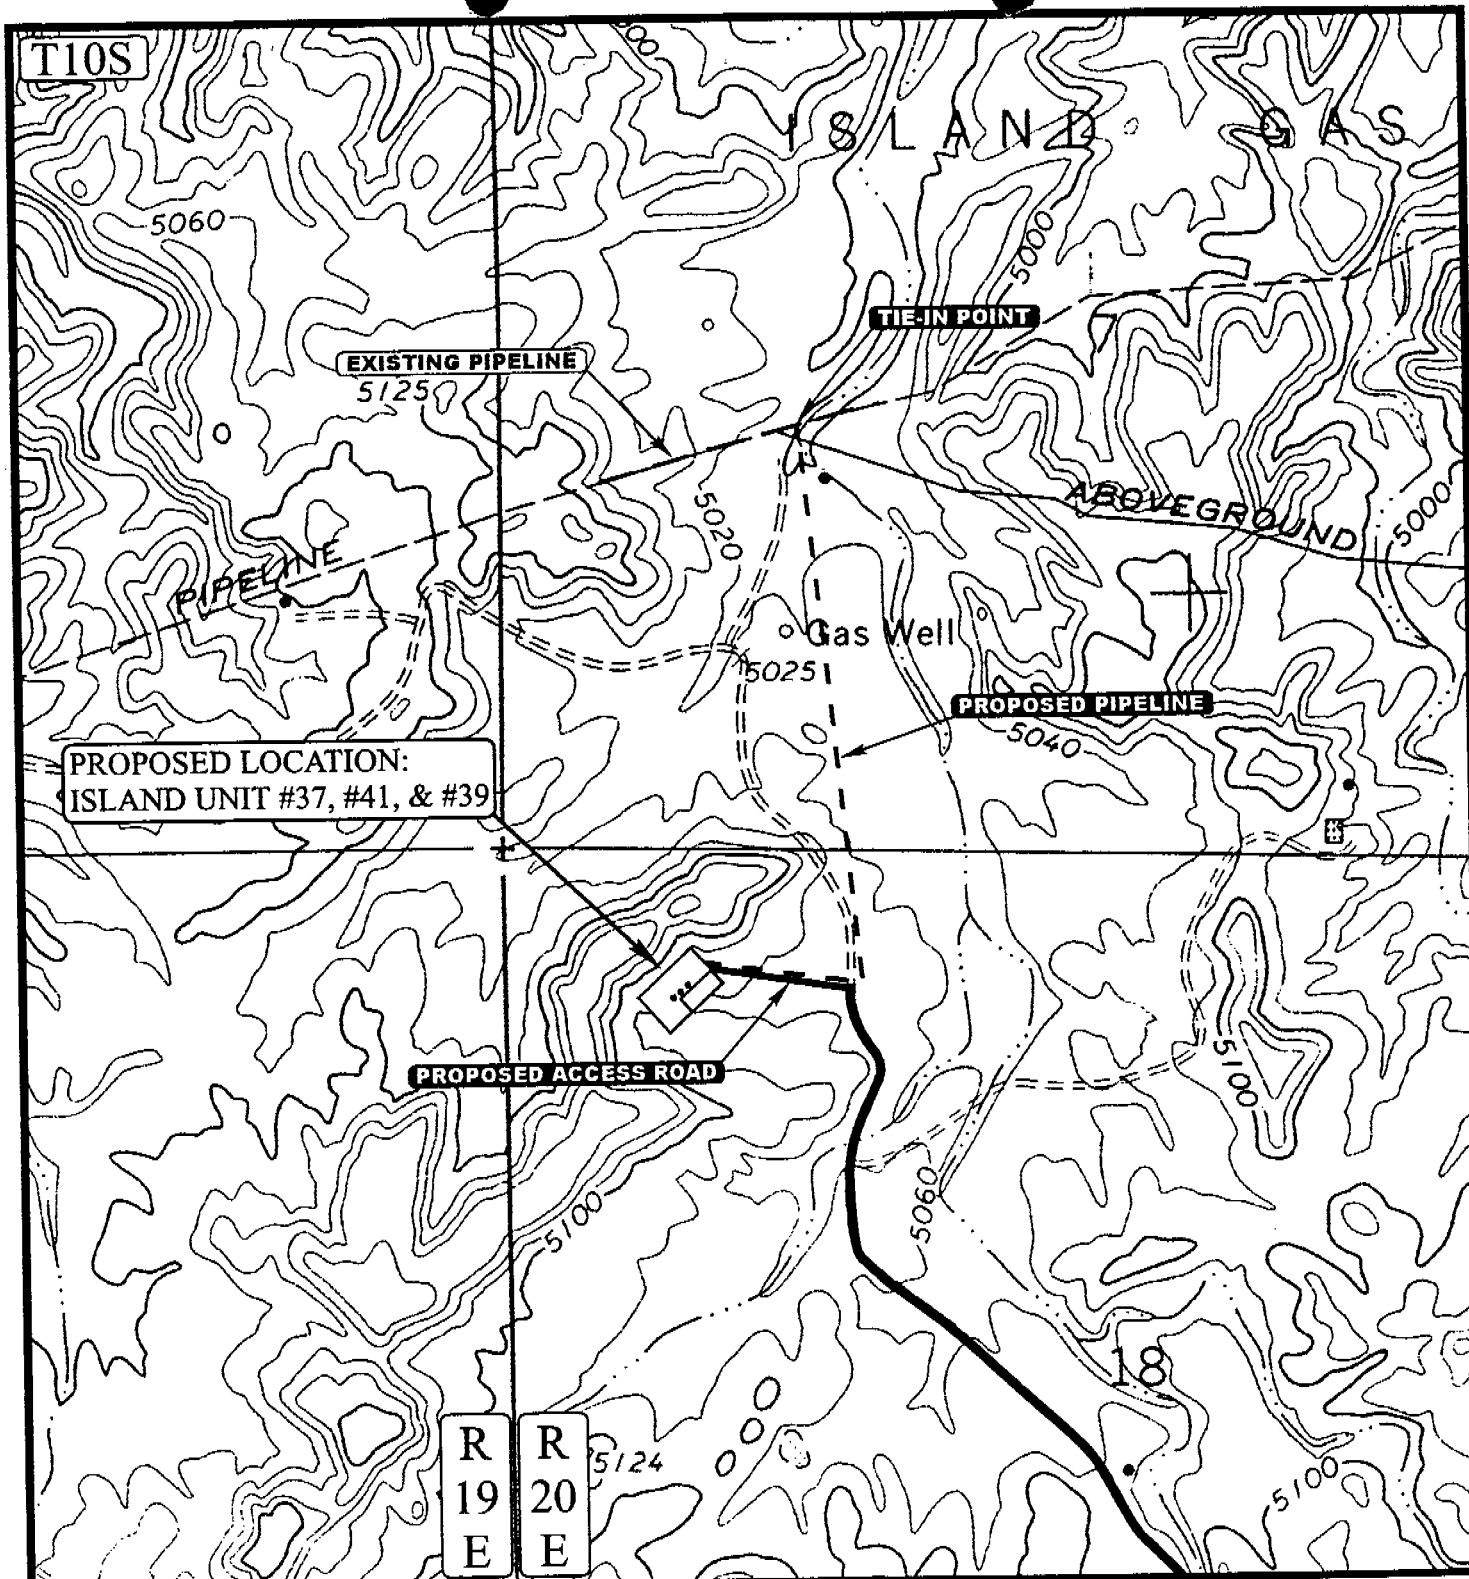 T10S
ISLAND GAS
5060
5000
TIE-IN POINT
EXISTING PIPELINE
5125
5020
ABOVEGROUND
5000
PIPELINE
Gas Well
5025
PROPOSED PIPELINE
5040
PROPOSED LOCATION:
ISLAND UNIT #37, #41, & #39
PROPOSED ACCESS ROAD
5100
5060
5100
18
R
19
E
R
20
E
5124
5100